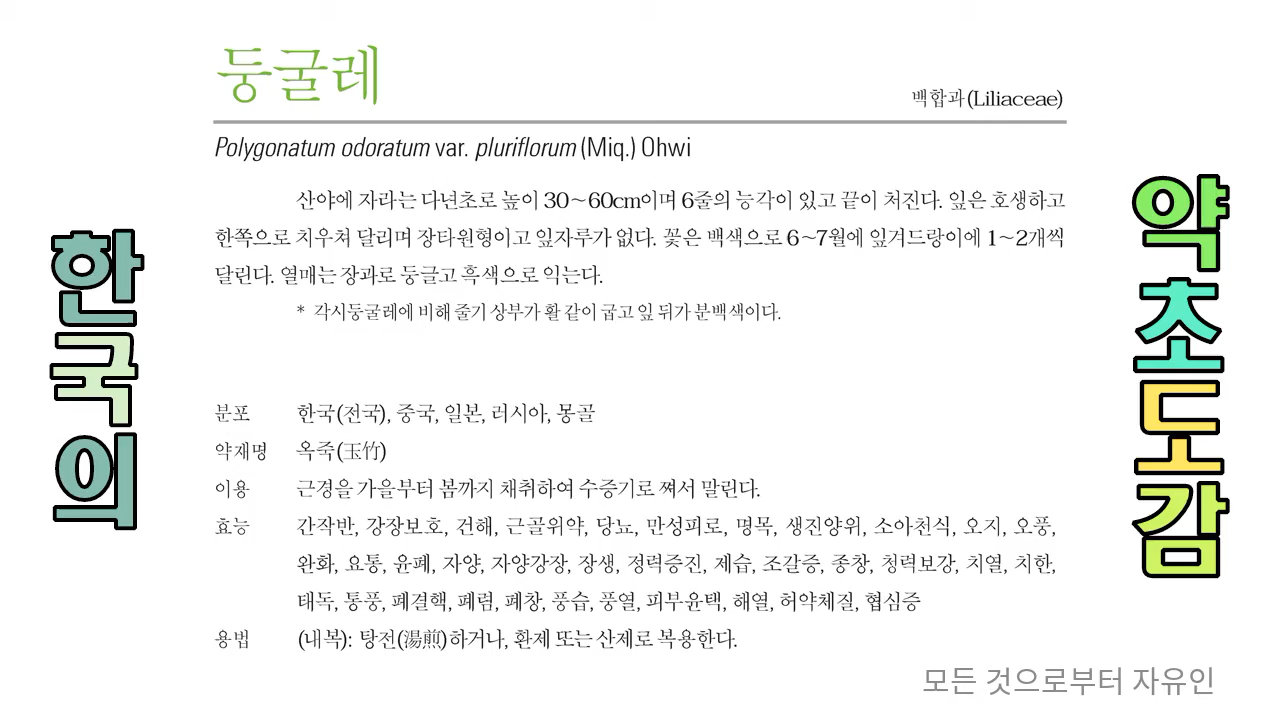 둥굴레
백합과(Liliaceae)
Polygonatum odoratum var. pluriflorum (Miq.) Ohwi
산야에 자라는 다년초로 높이 30~60cm이며 6줄의 능각이 있고 끝이 처진다. 잎은 호생하고
한쪽으로 치우쳐 달리며 장타원형이고 잎자루가 없다. 꽃은 백색으로 6~7월에 잎겨드랑이에 1~2개씩
달린다. 열매는 장과로 둥글고 흑색으로 익는다.
* 각시둥굴레에 비해 줄기 상부가 활 같이 굽고 잎 뒤가 분백색이다.
분포 한국(전국), 중국, 일본, 러시아, 몽골
약재명 옥죽(玉竹)
이용 근경을 가을부터 봄까지 채취하여 수증기로 쪄서 말린다.
효능 간작반, 강장보호, 건해, 근골위약, 당뇨, 만성피로, 명목, 생진양위, 소아천식, 오지, 오풍,
완화, 요통, 윤폐, 자양, 자양강장, 장생, 정력증진, 제습, 조갈증, 종창, 청력보강, 치열, 치한,
태독, 통풍, 폐결핵, 폐렴, 폐창, 풍습, 풍열, 피부윤택, 해열, 허약체질, 협심증
용법 (내복): 탕전(湯煎)하거나, 환제 또는 산제로 복용한다.
한국의
약초도감
모든 것으로부터 자유인